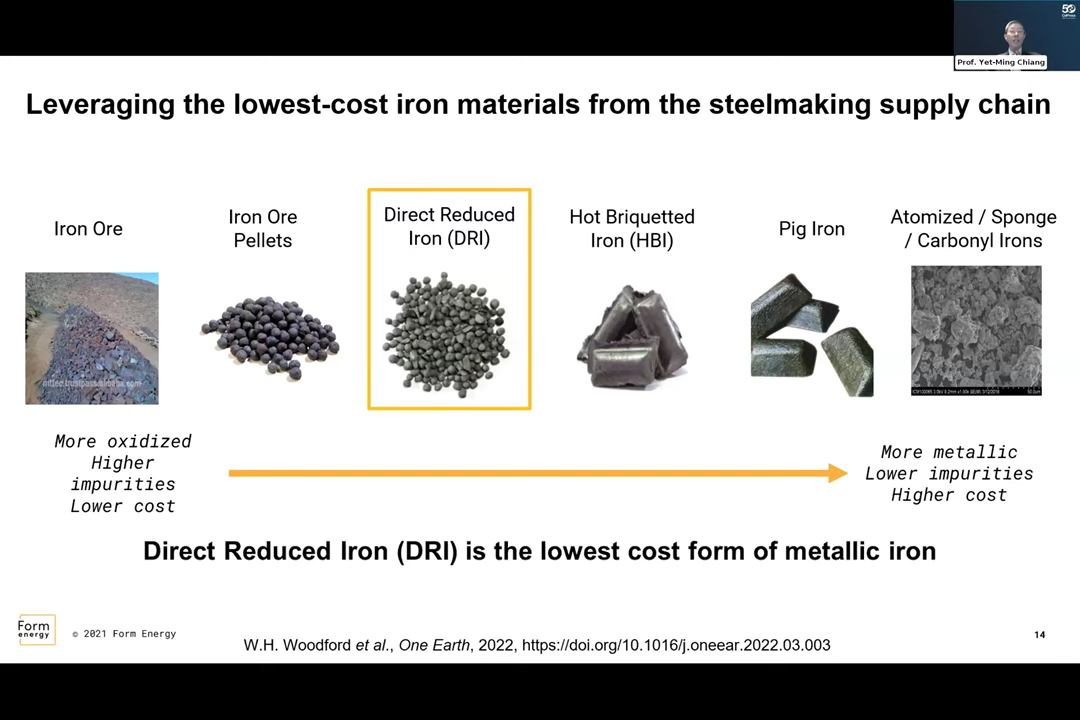 50
CellPress
Prof. Yet-Ming Chiang
Leveraging the lowest-cost iron materials from the steelmaking supply chain
Iron Ore
Iron Ore
Pellets
Direct Reduced
Iron (DRI)
Hot Briquetted
Iron (HBI)
Pig Iron
Atomized / Sponge
/ Carbonyl Irons
More oxidized
Higher
impurities
Lower cost
More metallic
Lower impurities
Higher cost
Direct Reduced Iron (DRI) is the lowest cost form of metallic iron
Form
energy
© 2021 Form Energy
W.H. Woodford et al., One Earth, 2022, https://doi.org/10.1016/j.oneear.2022.03.003
14